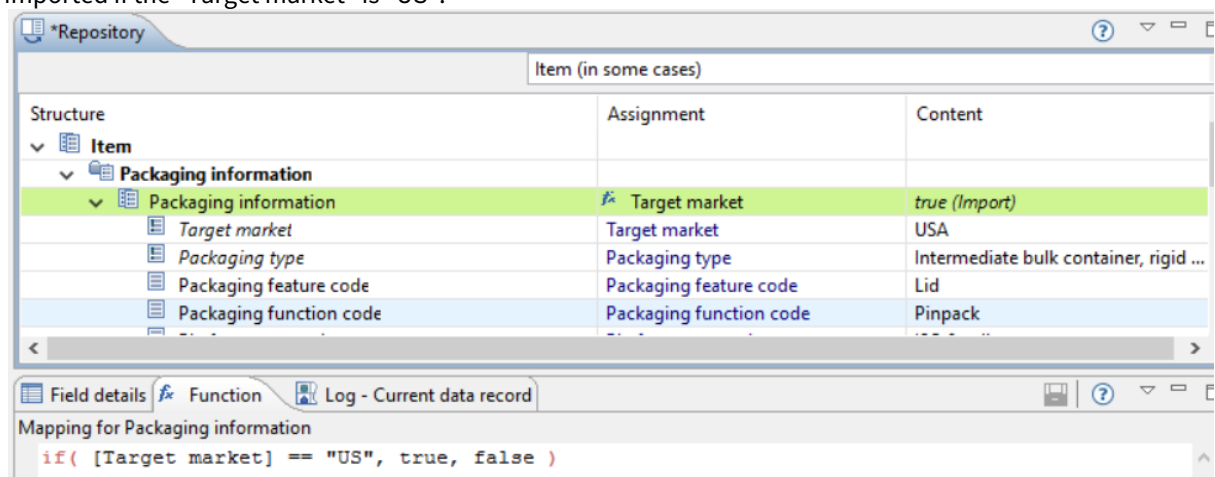 imported if the "Target market" is "US".
*Repository
Item (in some cases)
Structure Assignment Content
Item
Packaging information
Packaging information Target market true (Import)
Target market Target market USA
Packaging type Packaging type Intermediate bulk container, rigid ...
Packaging feature code Packaging feature code Lid
Packaging function code Packaging function code Pinpack
Field details fx Function Log - Current data record
Mapping for Packaging information
if( [Target market] == "US", true, false )